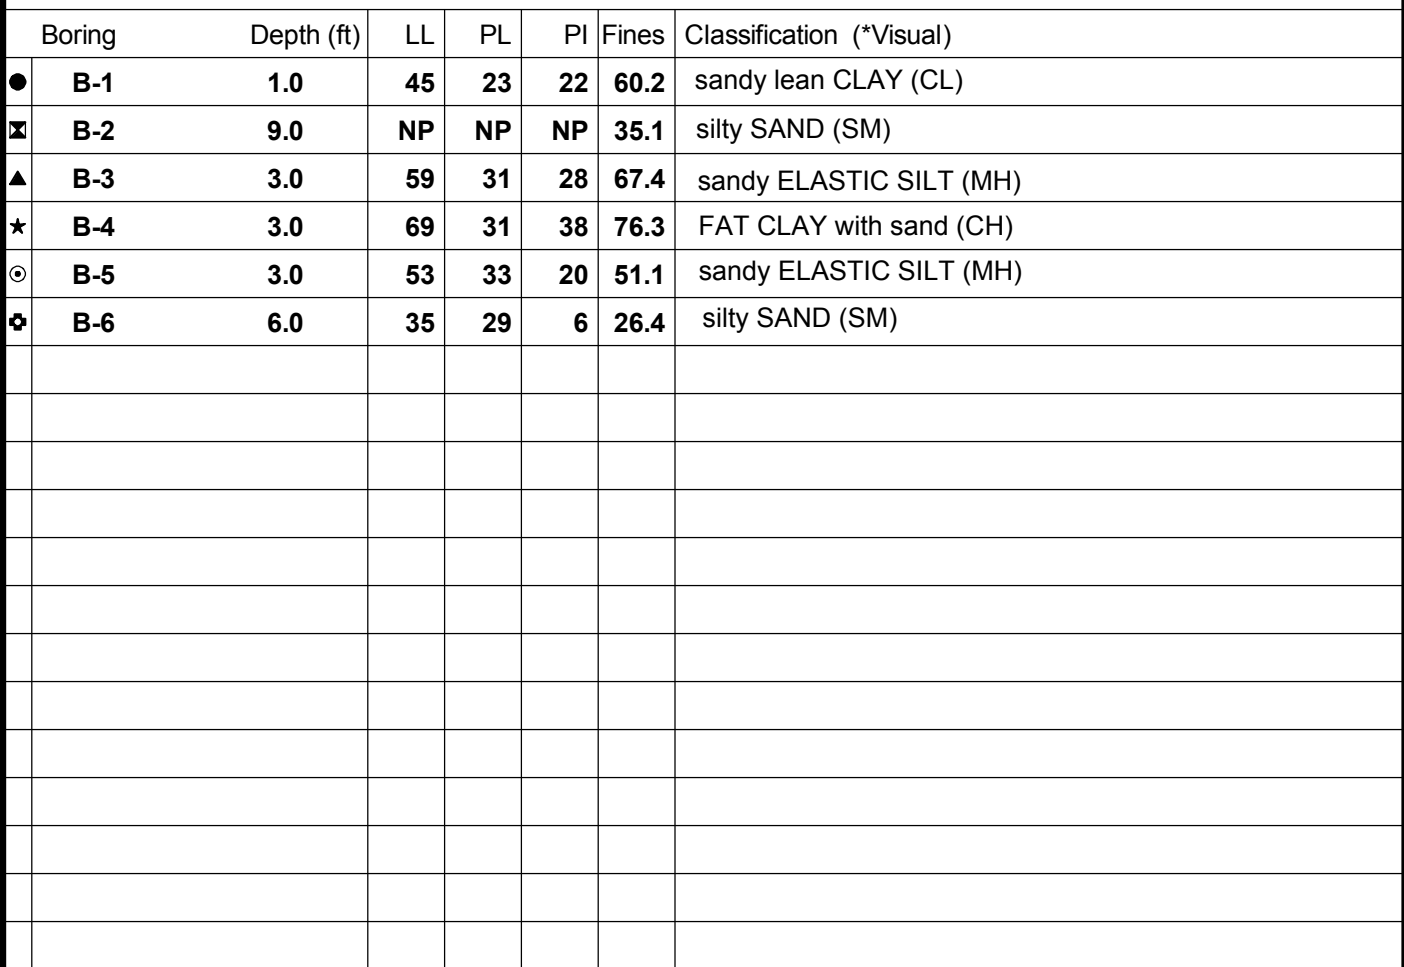 Boring Depth (ft) LL PL PI Fines Classification (*Visual)
B-1 1.0 45 23 22 60.2 sandy lean CLAY (CL)
B-2 9.0 NP NP NP 35.1 silty SAND (SM)
B-3 3.0 59 31 28 67.4 sandy ELASTIC SILT (MH)
B-4 3.0 69 31 38 76.3 FAT CLAY with sand (CH)
B-5 3.0 53 33 20 51.1 sandy ELASTIC SILT (MH)
B-6 6.0 35 29 6 26.4 silty SAND (SM)